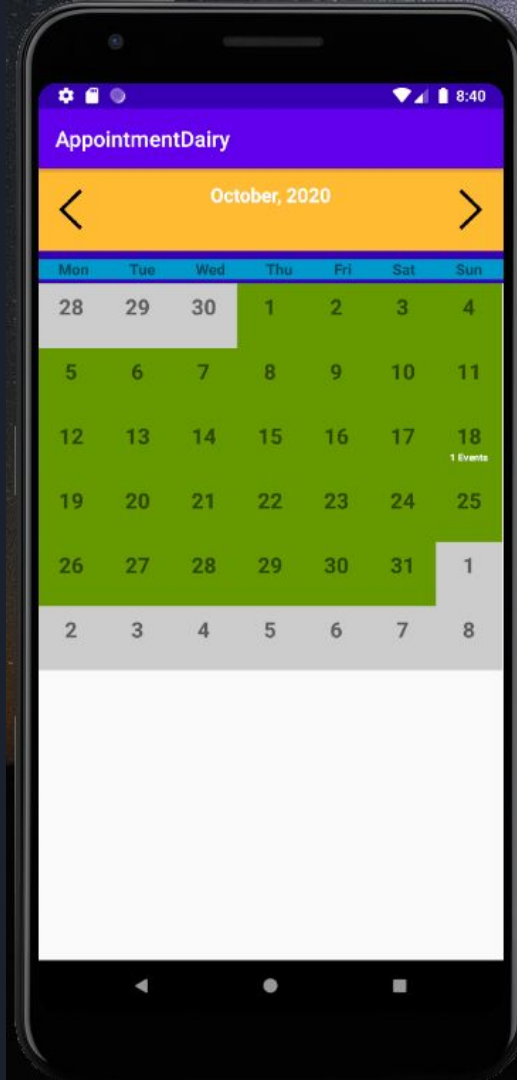 8:40
AppointmentDairy
October, 2020
Mon Tue Wed Thu Fri Sat Sun
28 29 30 1 2 3 4
5 6 7 8 9 10 11
12 13 14 15 16 17 18
1 Events
19 20 21 22 23 24 25
26 27 28 29 30 31 1
2 3 4 5 6 7 8